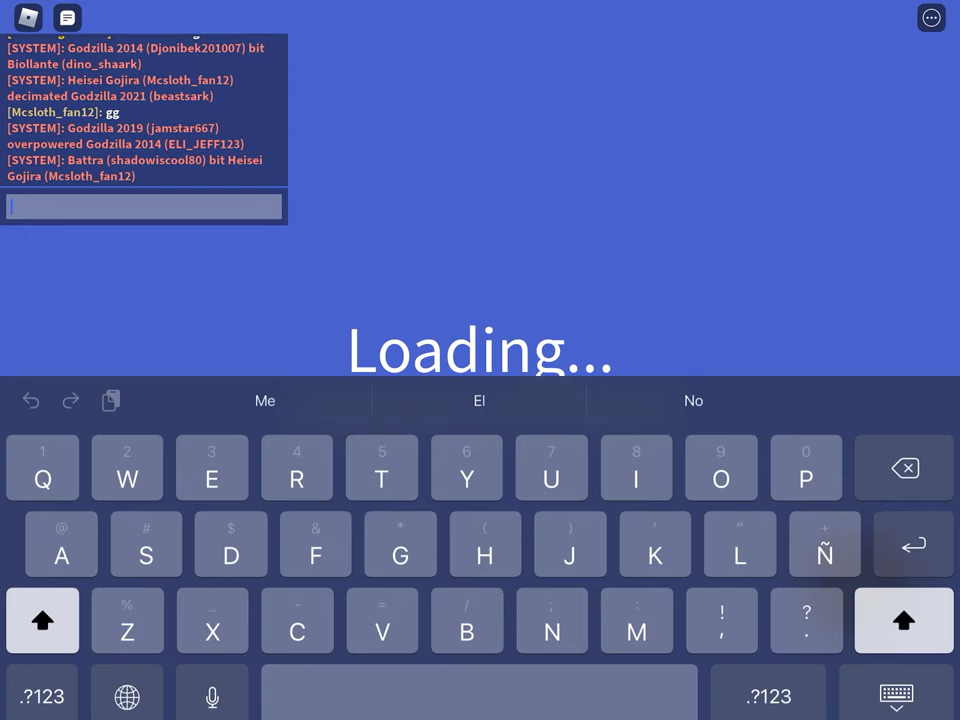 [SYSTEM]: Godzilla 2014 (Djonibek201007) bit
Biollante (dino_shaark)
[SYSTEM]: Heisei Gojira (Mcsloth_fan12)
decimated Godzilla 2021 (beastsark)
[Mcsloth_fan12]: gg
[SYSTEM]: Godzilla 2019 (jamstar667)
overpowered Godzilla 2014 (ELI_JEFF123)
[SYSTEM]: Battra (shadowiscool80) bit Heisei
Gojira (Mcsloth_fan12)
Loading...
Me El No
1 2 3 4 5 6 7 8 9 0
Q W E R T Y U I O P
@ # $ & * ( ) ' " +
A S D F G H J K L Ñ
% _ - = / ; : ! ?
Z X C V B N M , .
.?123 .?123